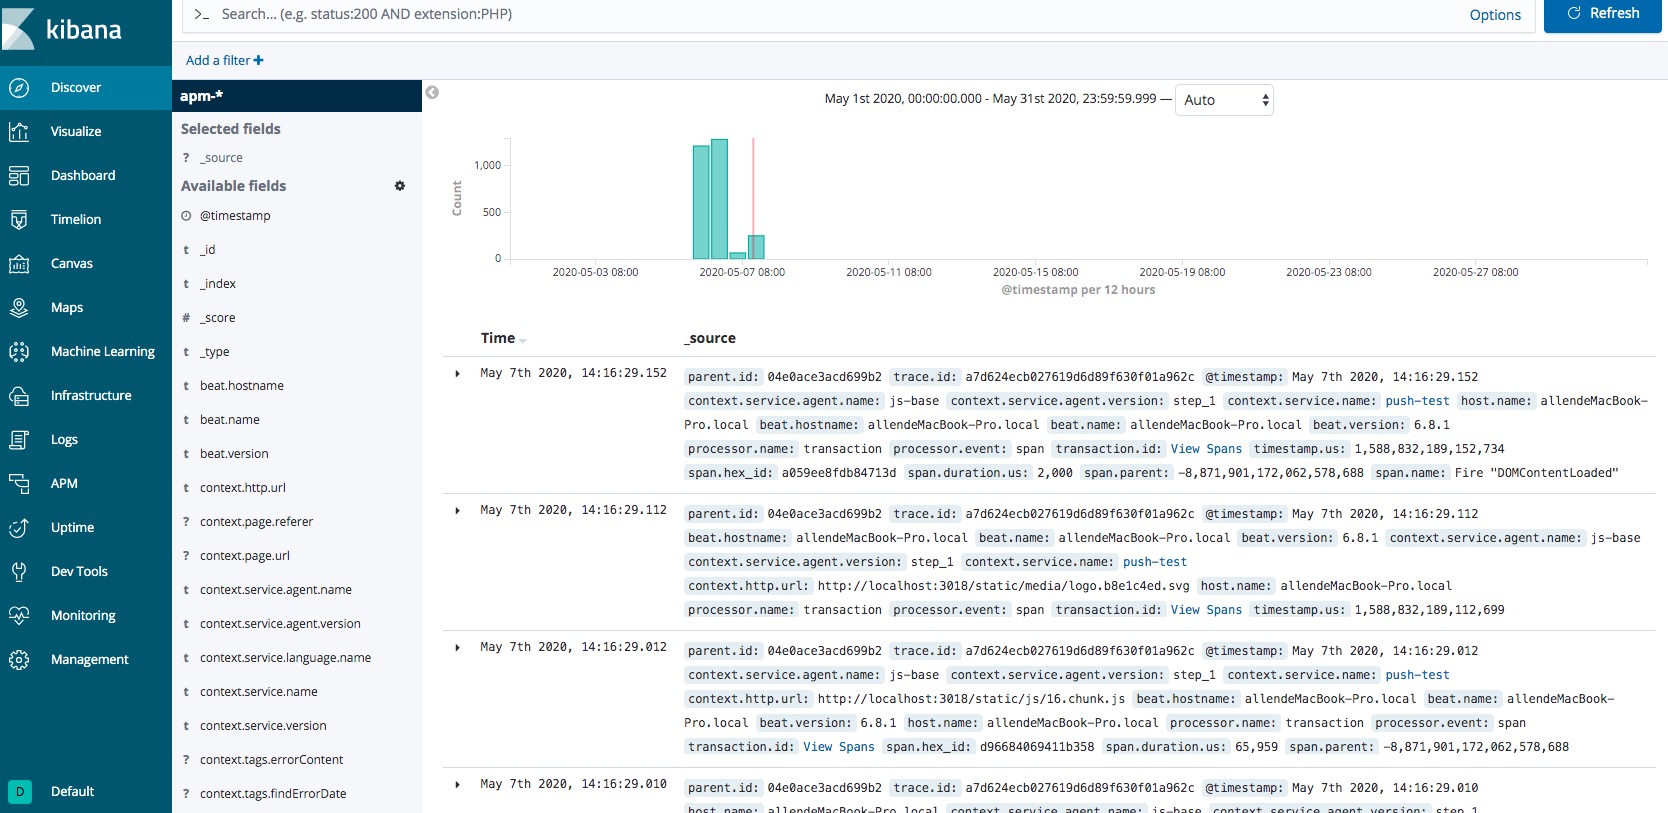 kibana
Discover
Visualize
Dashboard
Timelion
Canvas
Maps
Machine Learning
Infrastructure
Logs
APM
Uptime
Dev Tools
Monitoring
Management
D Default
>_ Search... (e.g. status:200 AND extension:PHP)
Options
Refresh
Add a filter +
apm-*
Selected fields
? _source
Available fields
@timestamp
t _id
t _index
# _score
t _type
t beat.hostname
t beat.name
t beat.version
t context.http.url
? context.page.referer
? context.page.url
t context.service.agent.name
t context.service.agent.version
t context.service.language.name
t context.service.name
t context.service.version
? context.tags.errorContent
? context.tags.findErrorDate
May 1st 2020, 00:00:00.000 - May 31st 2020, 23:59:59.999 — Auto
Count
1,000
500
0
2020-05-03 08:00 2020-05-07 08:00 2020-05-11 08:00 2020-05-15 08:00 2020-05-19 08:00 2020-05-23 08:00 2020-05-27 08:00
@timestamp per 12 hours
Time _source
May 7th 2020, 14:16:29.152
parent.id: 04e0ace3acd699b2 trace.id: a7d624ecb027619d6d89f630f01a962c @timestamp: May 7th 2020, 14:16:29.152
context.service.agent.name: js-base context.service.agent.version: step_1 context.service.name: push-test host.name: allendeMacBook-
Pro.local beat.hostname: allendeMacBook-Pro.local beat.name: allendeMacBook-Pro.local beat.version: 6.8.1
processor.name: transaction processor.event: span transaction.id: View Spans timestamp.us: 1,588,832,189,152,734
span.hex_id: a059ee8fdb84713d span.duration.us: 2,000 span.parent: -8,871,901,172,062,578,688 span.name: Fire "DOMContentLoaded"
May 7th 2020, 14:16:29.112
parent.id: 04e0ace3acd699b2 trace.id: a7d624ecb027619d6d89f630f01a962c @timestamp: May 7th 2020, 14:16:29.112
beat.hostname: allendeMacBook-Pro.local beat.name: allendeMacBook-Pro.local beat.version: 6.8.1 context.service.agent.name: js-base
context.service.agent.version: step_1 context.service.name: push-test
context.http.url: http://localhost:3018/static/media/logo.b8e1c4ed.svg host.name: allendeMacBook-Pro.local
processor.name: transaction processor.event: span transaction.id: View Spans timestamp.us: 1,588,832,189,112,699
May 7th 2020, 14:16:29.012
parent.id: 04e0ace3acd699b2 trace.id: a7d624ecb027619d6d89f630f01a962c @timestamp: May 7th 2020, 14:16:29.012
context.service.agent.name: js-base context.service.agent.version: step_1 context.service.name: push-test
context.http.url: http://localhost:3018/static/js/16.chunk.js beat.hostname: allendeMacBook-Pro.local beat.name: allendeMacBook-
Pro.local beat.version: 6.8.1 host.name: allendeMacBook-Pro.local processor.name: transaction processor.event: span
transaction.id: View Spans span.hex_id: d96684069411b358 span.duration.us: 65,959 span.parent: -8,871,901,172,062,578,688
May 7th 2020, 14:16:29.010
parent.id: 04e0ace3acd699b2 trace.id: a7d624ecb027619d6d89f630f01a962c @timestamp: May 7th 2020, 14:16:29.010
host.name: allendeMacBook-Pro.local context.service.agent.name: js-base context.service.agent.version: step_1